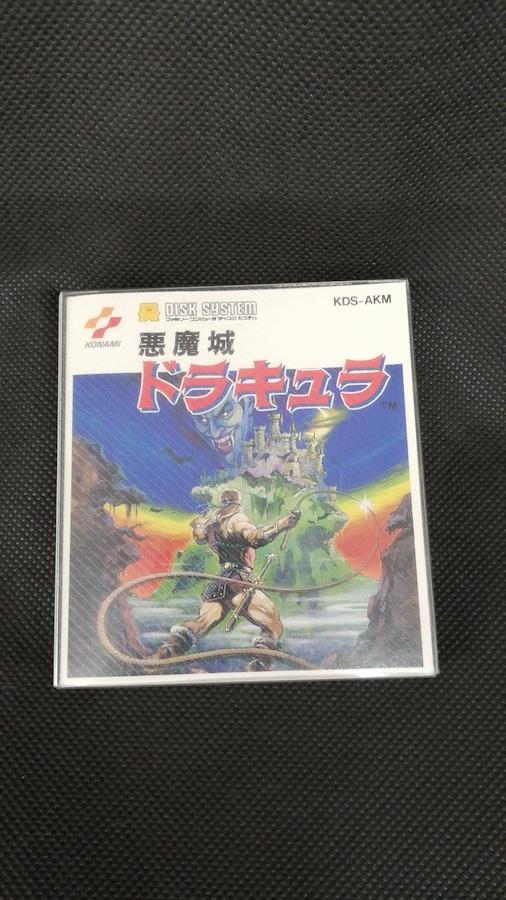 DISK SYSTEM
ファミリー コンピュータ ディスク システム
KDS-AKM
KONAMI
悪魔城
ドラキュラ
TM